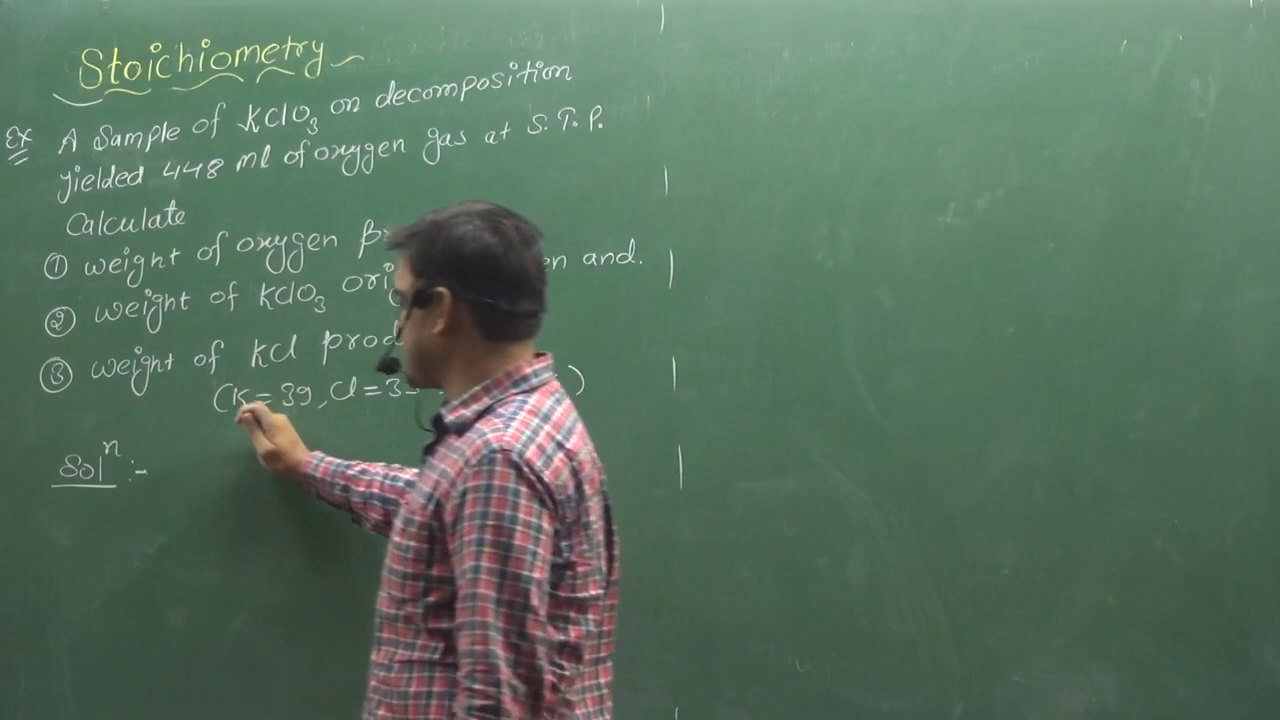 Stoichiometry
Ex A Sample of KClO3 on decomposition
yielded 448 ml of oxygen gas at S.T.P.
Calculate
① weight of oxygen
② weight of KClO3 and.
③ weight of KCl
(K=39, Cl=3 )
Solⁿ:-